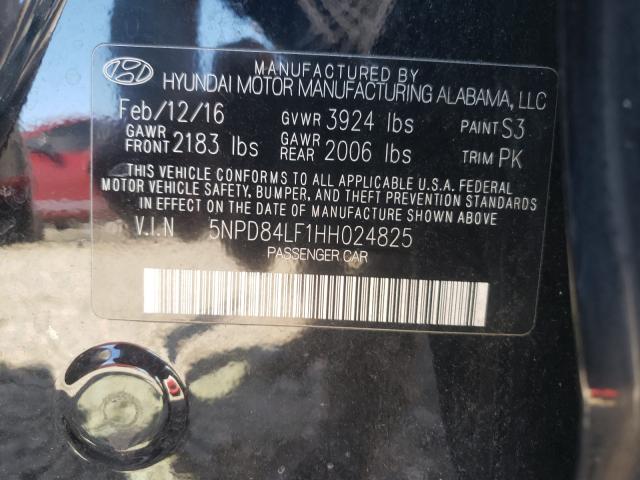 MANUFACTURED BY
HYUNDAI MOTOR MANUFACTURING ALABAMA, LLC
Feb/12/16 GVWR 3924 lbs PAINT S3
GAWR FRONT 2183 lbs GAWR REAR 2006 lbs TRIM PK
THIS VEHICLE CONFORMS TO ALL APPLICABLE U.S.A. FEDERAL
MOTOR VEHICLE SAFETY, BUMPER, AND THEFT PREVENTION STANDARDS
IN EFFECT ON THE DATE OF MANUFACTURE SHOWN ABOVE.
V.I.N 5NPD84LF1HH024825
PASSENGER CAR